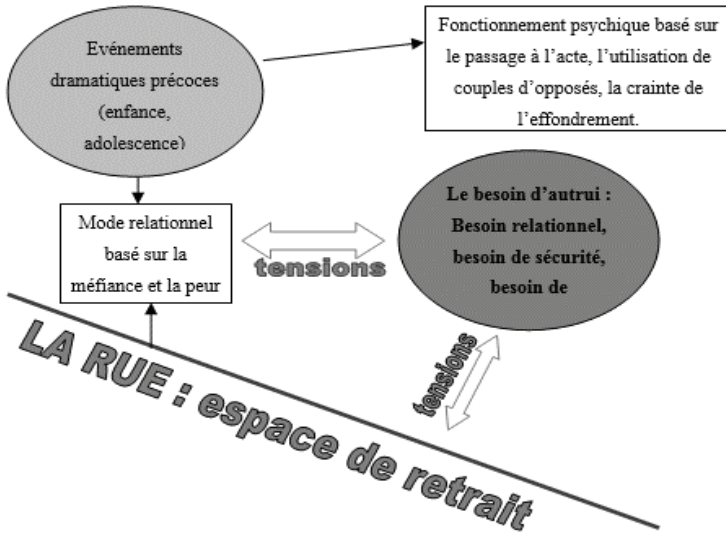 Evénements
dramatiques précoces
(enfance,
adolescence)
Fonctionnement psychique basé sur
le passage à l'acte, l'utilisation de
couples d'opposés, la crainte de
l'effondrement.
Mode relationnel
basé sur la
méfiance et la peur
tensions
Le besoin d'autrui :
Besoin relationnel,
besoin de sécurité,
besoin de
tensions
LA RUE : espace de retrait